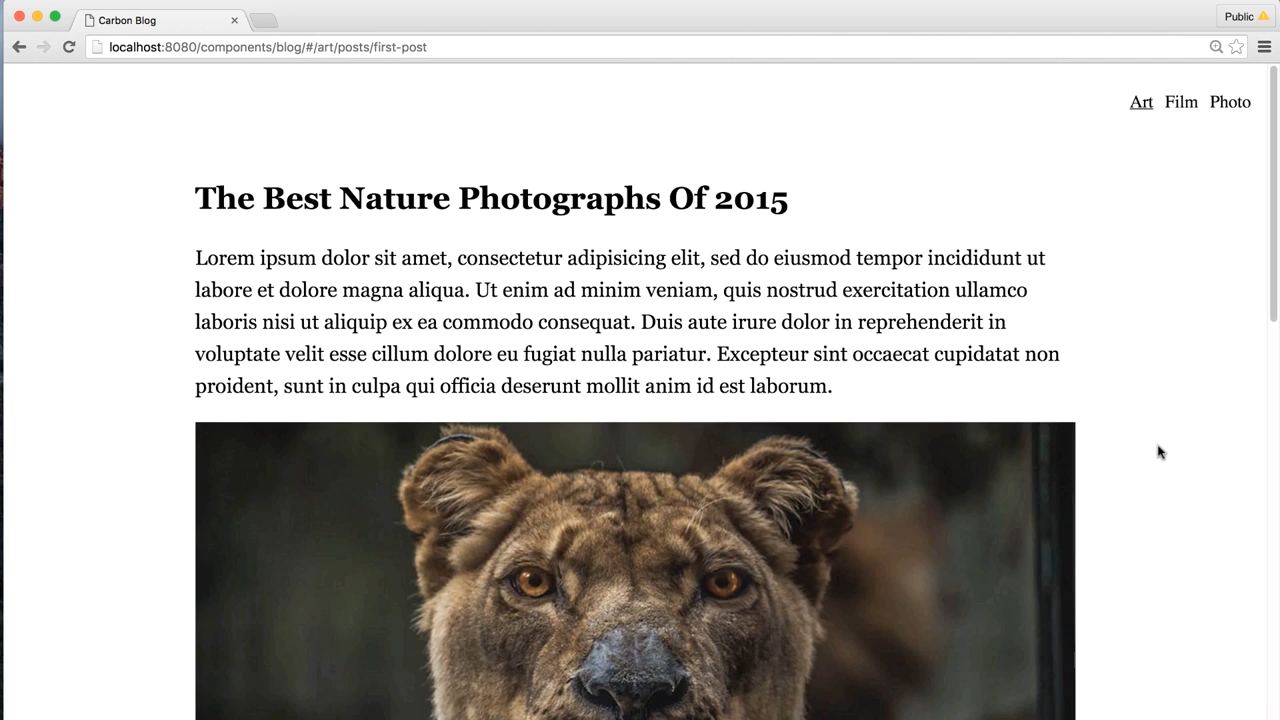 Carbon Blog
Public
localhost:8080/components/blog/#/art/posts/first-post
Art Film Photo
The Best Nature Photographs Of 2015
Lorem ipsum dolor sit amet, consectetur adipisicing elit, sed do eiusmod tempor incididunt ut
labore et dolore magna aliqua. Ut enim ad minim veniam, quis nostrud exercitation ullamco
laboris nisi ut aliquip ex ea commodo consequat. Duis aute irure dolor in reprehenderit in
voluptate velit esse cillum dolore eu fugiat nulla pariatur. Excepteur sint occaecat cupidatat non
proident, sunt in culpa qui officia deserunt mollit anim id est laborum.